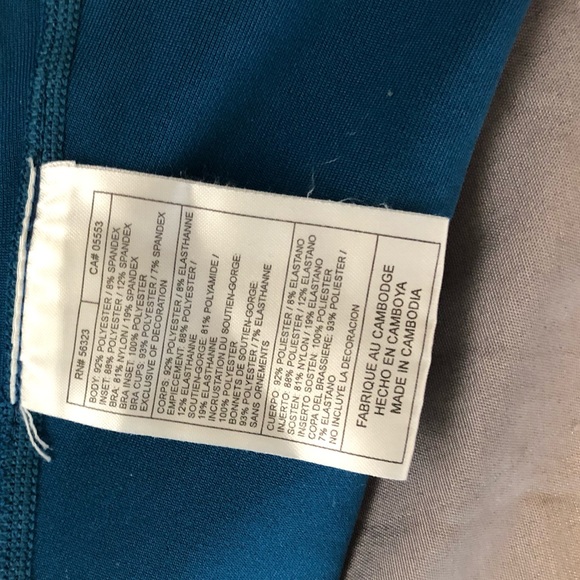 RN# 56323 CA# 05553
BODY: 92% POLYESTER / 8% SPANDEX
INSET: 88% POLYESTER / 12% SPANDEX
BRA: 81% NYLON / 19% SPANDEX
BRA INSET: 100% POLYESTER
BRA CUPS: 93% POLYESTER / 7% SPANDEX
EXCLUSIVE OF DECORATION
CORPS: 92% POLYESTER / 8% ELASTHANNE
EMPIECEMENT: 88% POLYESTER /
12% ELASTHANNE
SOUTIEN-GORGE: 81% POLYAMIDE /
19% ELASTHANNE
INCRUSTATION DU SOUTIEN-GORGE:
100% POLYESTER
BONNETS DE SOUTIEN-GORGE:
93% POLYESTER / 7% ELASTHANNE
SANS ORNEMENTS
CUERPO: 92% POLIESTER / 8% ELASTANO
INJERTO: 88% POLIESTER / 12% ELASTANO
SOSTEN: 81% NYLON / 19% ELASTANO
INSERTO SOSTEN: 100% POLIESTER
COPA DEL BRASSIERE: 93% POLIESTER /
7% ELASTANO
NO INCLUYE LA DECORACION
FABRIQUE AU CAMBODGE
HECHO EN CAMBOYA
MADE IN CAMBODIA